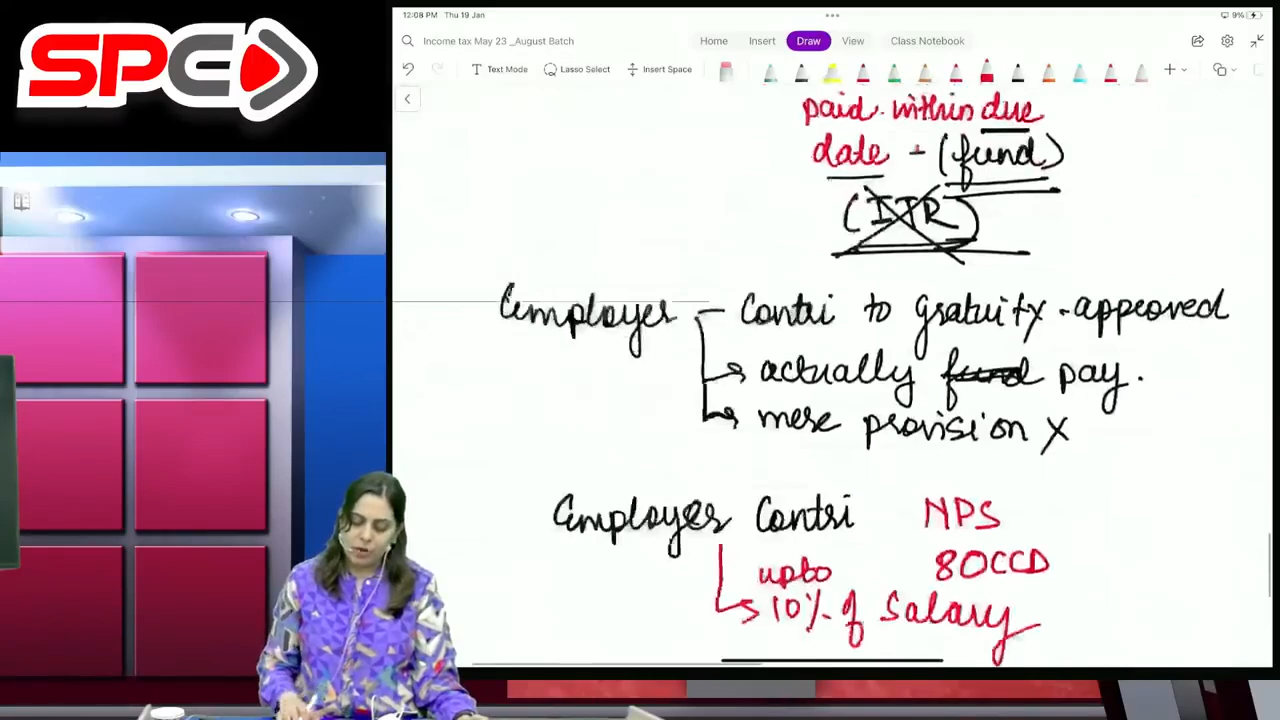 SPC
12:08 PM Thu 19 Jan
9%
Income tax May 23 _August Batch
Home Insert Draw View Class Notebook
Text Mode Lasso Select Insert Space
paid within due
date - (fund)
(ITR)
Employer - Contri to gratuity - approved
actually fund pay.
mere provision X
Employer Contri NPS
upto 80CCD
10% of Salary